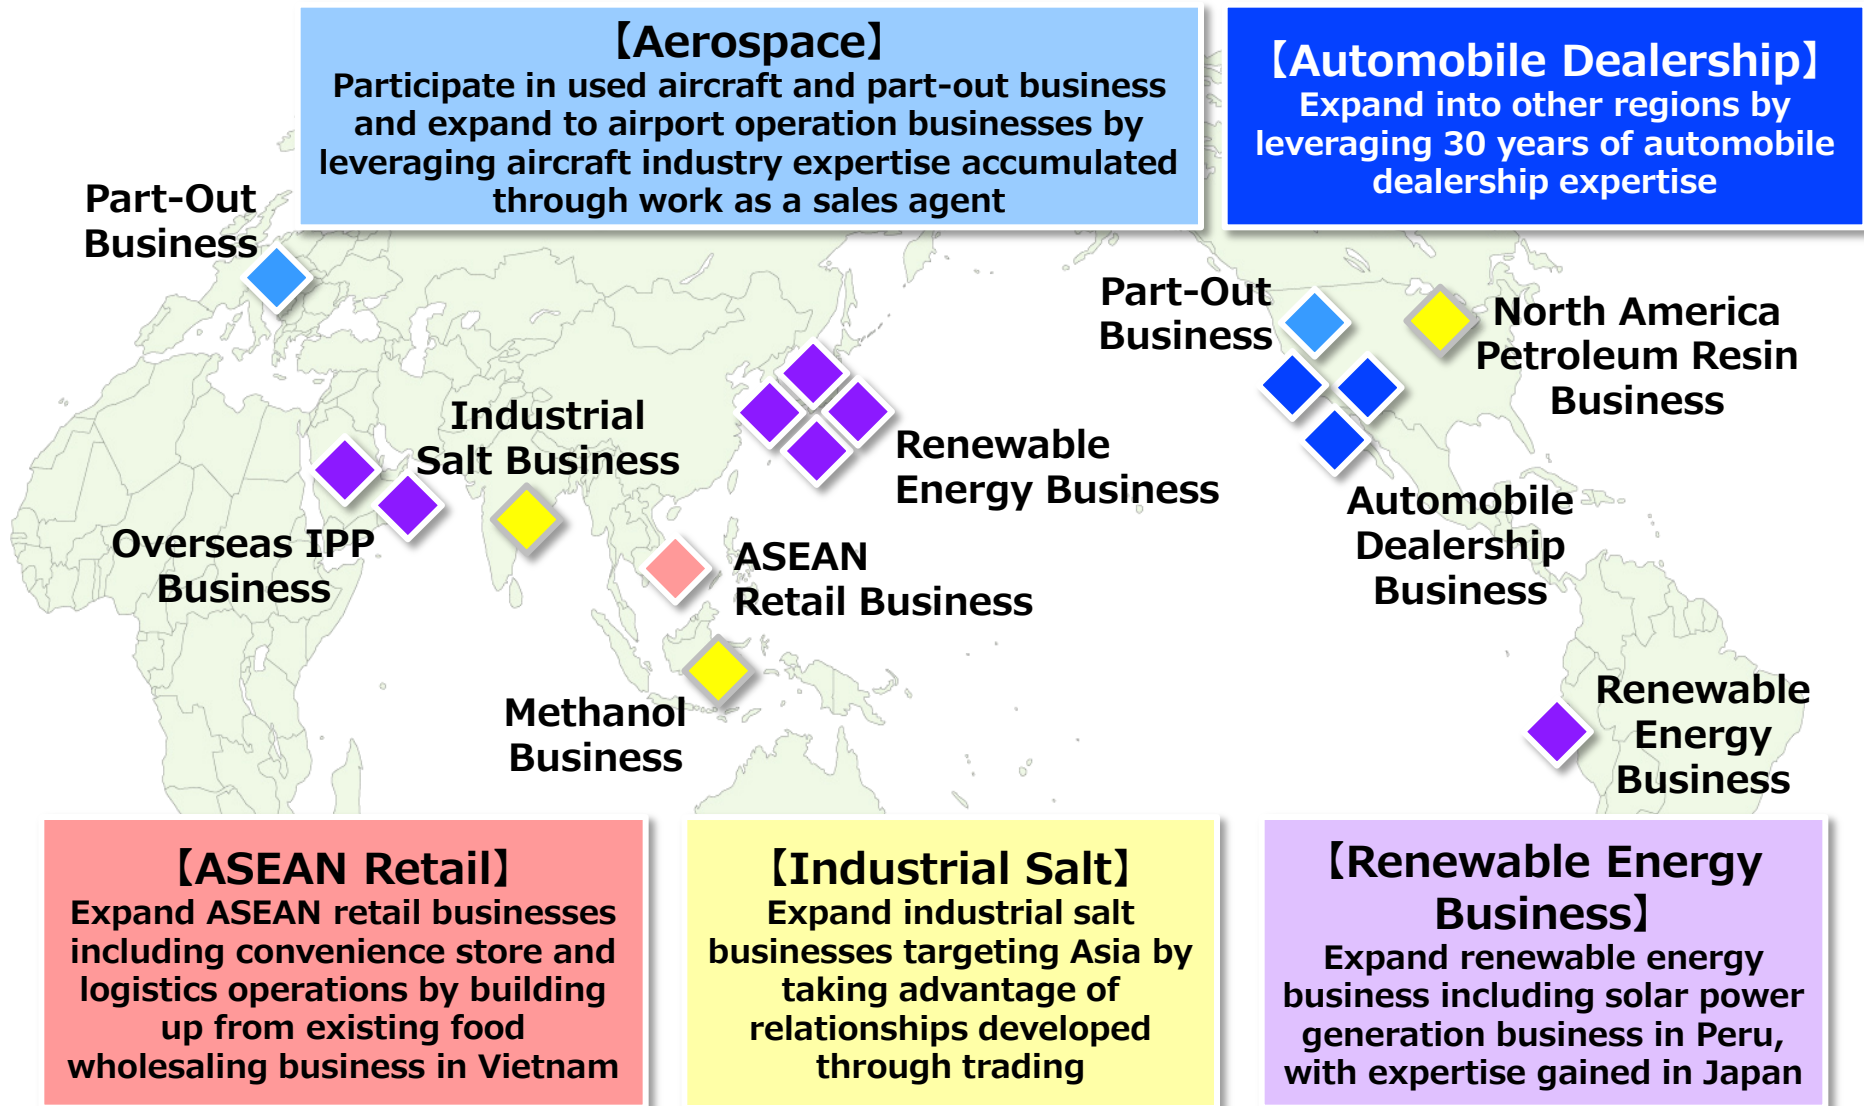 【Aerospace】
Participate in used aircraft and part-out business
and expand to airport operation businesses by
leveraging aircraft industry expertise accumulated
through work as a sales agent
【Automobile Dealership】
Expand into other regions by
leveraging 30 years of automobile
dealership expertise
Part-Out
Business
Part-Out
Business
North America
Petroleum Resin
Business
Industrial
Salt Business
Renewable
Energy Business
Automobile
Dealership
Business
Overseas IPP
Business
ASEAN
Retail Business
Methanol
Business
Renewable
Energy
Business
【ASEAN Retail】
Expand ASEAN retail businesses
including convenience store and
logistics operations by building
up from existing food
wholesaling business in Vietnam
【Industrial Salt】
Expand industrial salt
businesses targeting Asia by
taking advantage of
relationships developed
through trading
【Renewable Energy
Business】
Expand renewable energy
business including solar power
generation business in Peru,
with expertise gained in Japan